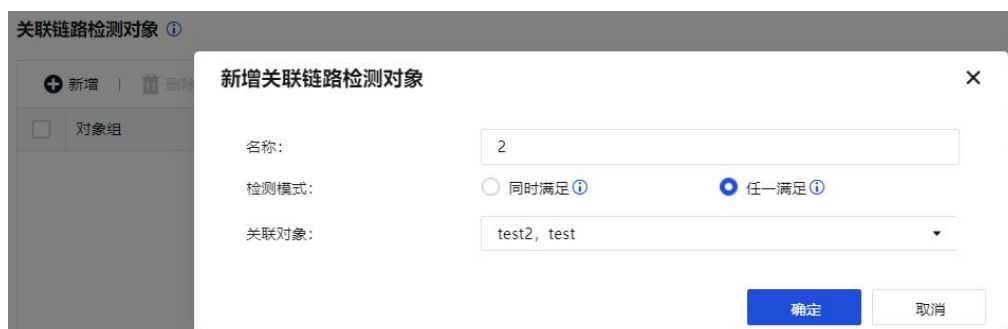 关联链路检测对象
新增
删除
对象组
新增关联链路检测对象
名称：
2
检测模式：
同时满足
任一满足
关联对象：
test2, test
确定
取消